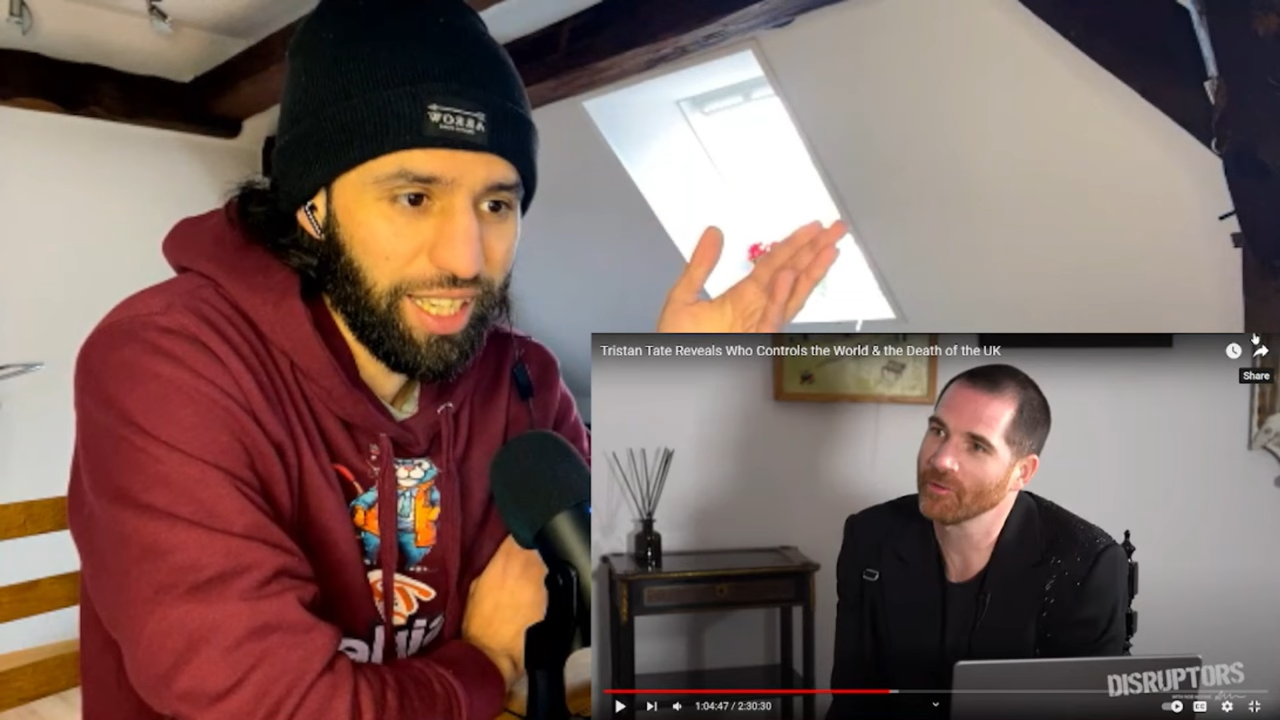 WORRA
Tristan Tate Reveals Who Controls the World & the Death of the UK
Share
DISRUPTORS
1:04:47 / 2:30:30
CC